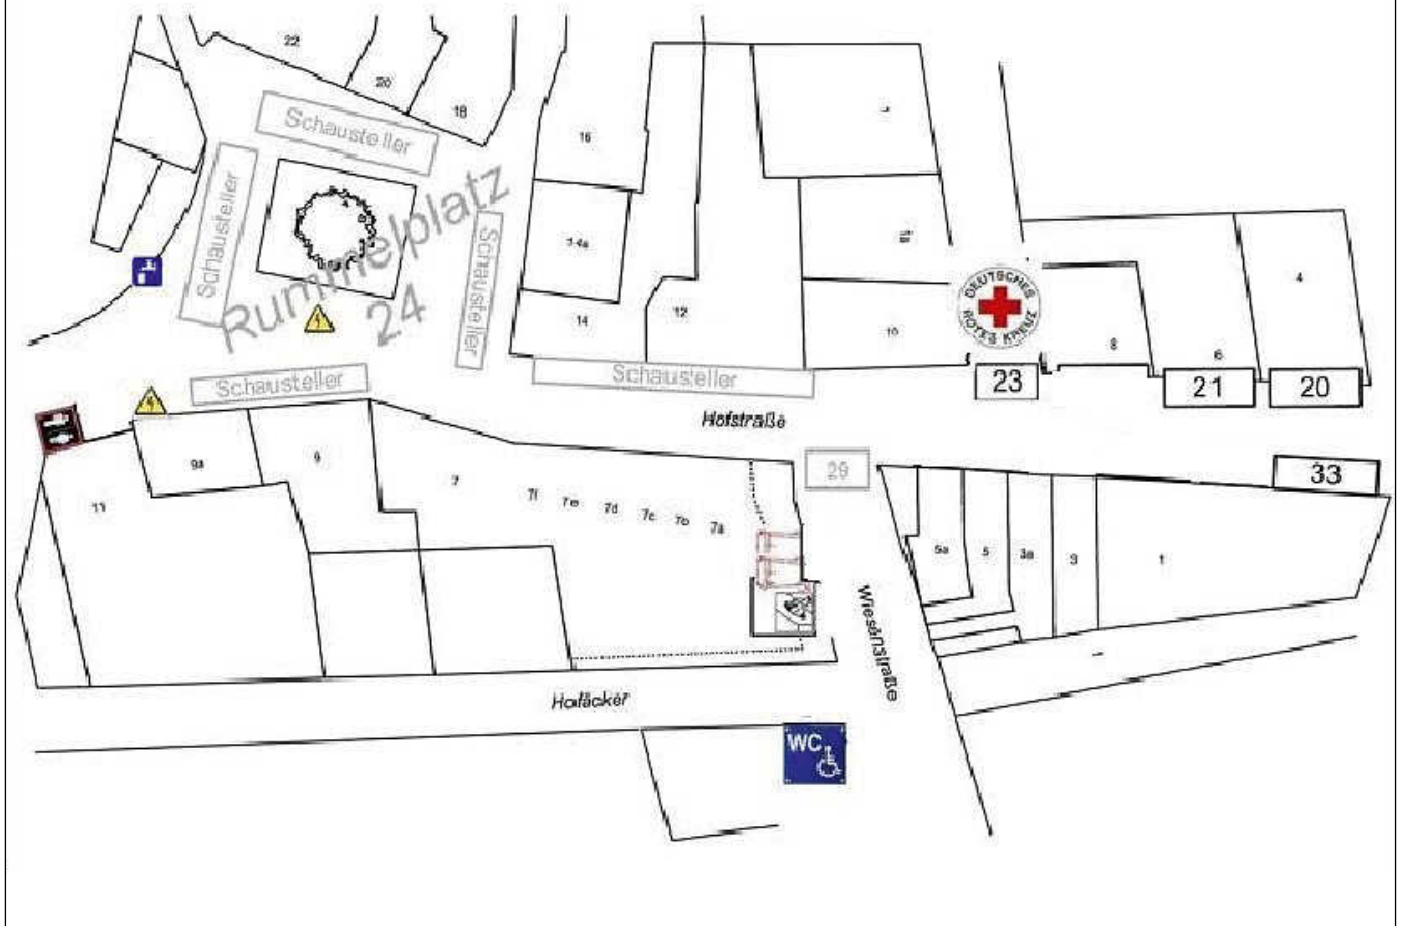 22
20
18
16
Schausteller
Schausteller
Rummelplatz
24
Schausteller
14a
14
12
10
DEUTSCHES
ROTES KREUZ
8
6
4
Schausteller
Schausteller
23
21
20
Hofstraße
29
33
9a
9
7
7f
7e
7d
7c
7b
7a
11
5a
5
3a
3
1
Wiesenstraße
Hofäcker
WC